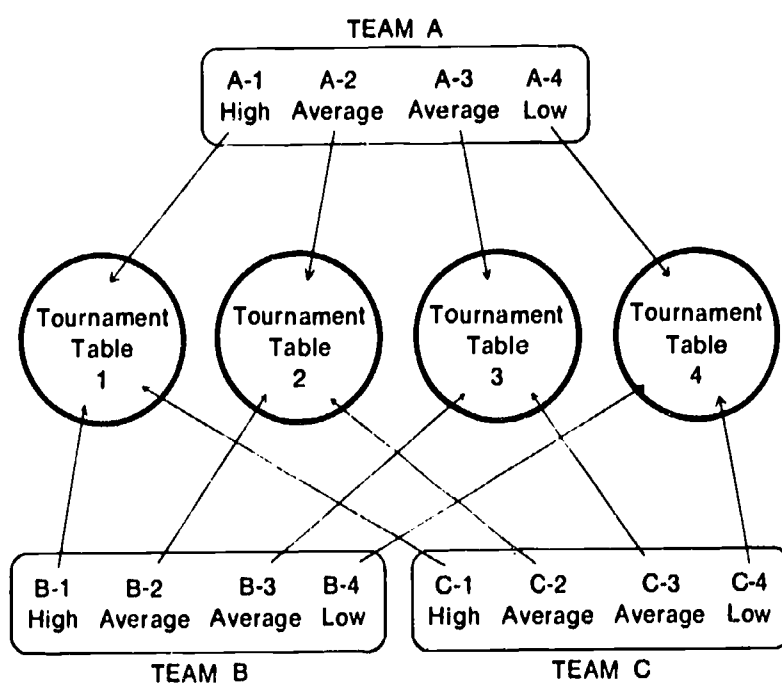 TEAM A
A-1 A-2 A-3 A-4
High Average Average Low
Tournament Table 1
Tournament Table 2
Tournament Table 3
Tournament Table 4
B-1 B-2 B-3 B-4
High Average Average Low
TEAM B
C-1 C-2 C-3 C-4
High Average Average Low
TEAM C